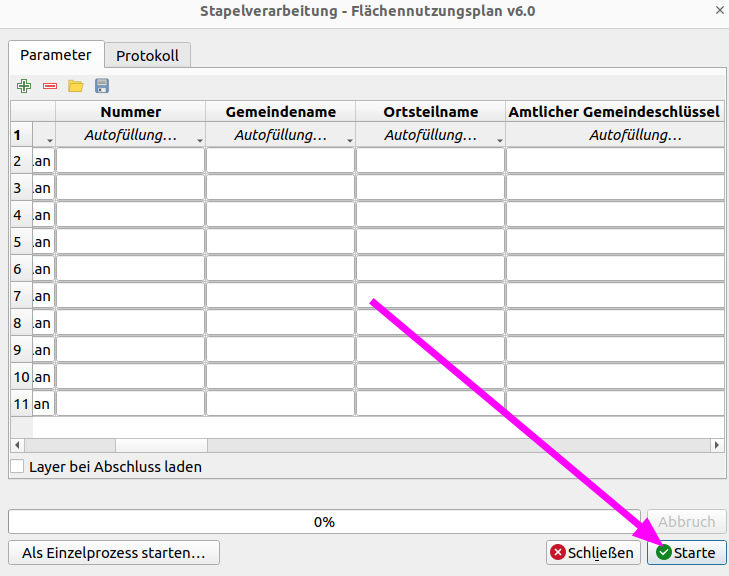 Stapelverarbeitung - Flächennutzungsplan v6.0
Parameter Protokoll
Nummer Gemeindename Ortsteilname Amtlicher Gemeindeschlüssel
1 Autofüllung… Autofüllung… Autofüllung… Autofüllung…
2 .an
3 .an
4 .an
5 .an
6 .an
7 .an
8 .an
9 .an
10 .an
11 an
Layer bei Abschluss laden
0% Abbruch
Als Einzelprozess starten… Schließen Starte